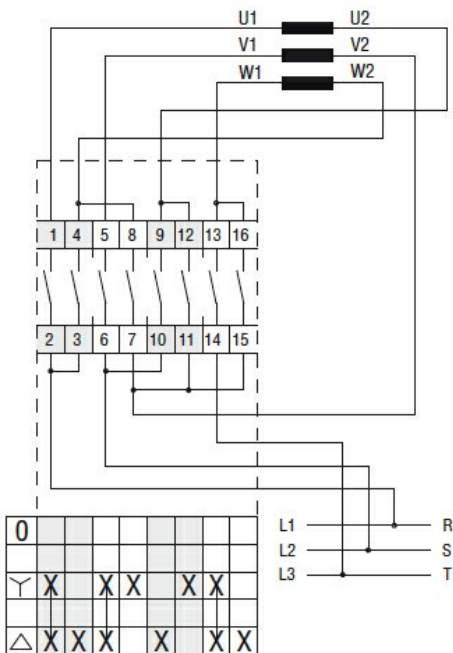 U1 U2
V1 V2
W1 W2
1 4 5 8 9 12 13 16
2 3 6 7 10 11 14 15
L1 R
L2 S
L3 T
0
Y X X X X X
△ X X X X X X